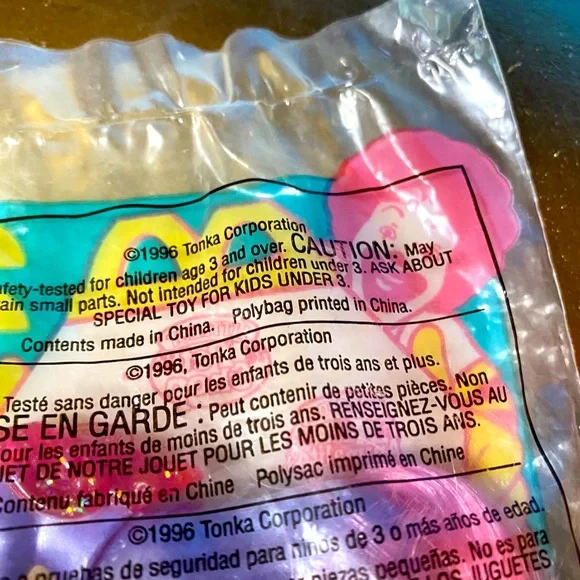 ©1996 Tonka Corporation
afety-tested for children age 3 and over. CAUTION: May
ain small parts. Not intended for children under 3. ASK ABOUT
SPECIAL TOY FOR KIDS UNDER 3.
Contents made in China. Polybag printed in China.
©1996, Tonka Corporation
Testé sans danger pour les enfants de trois ans et plus.
SE EN GARDE : Peut contenir de petites pièces. Non
our les enfants de moins de trois ans. RENSEIGNEZ-VOUS AU
UET DE NOTRE JOUET POUR LES MOINS DE TROIS ANS.
Contenu fabriqué en Chine Polysac imprimé en Chine
©1996 Tonka Corporation
pruebas de seguridad para niños de 3 o más años de edad.
piezas pequeñas. No es para
JUGUETES